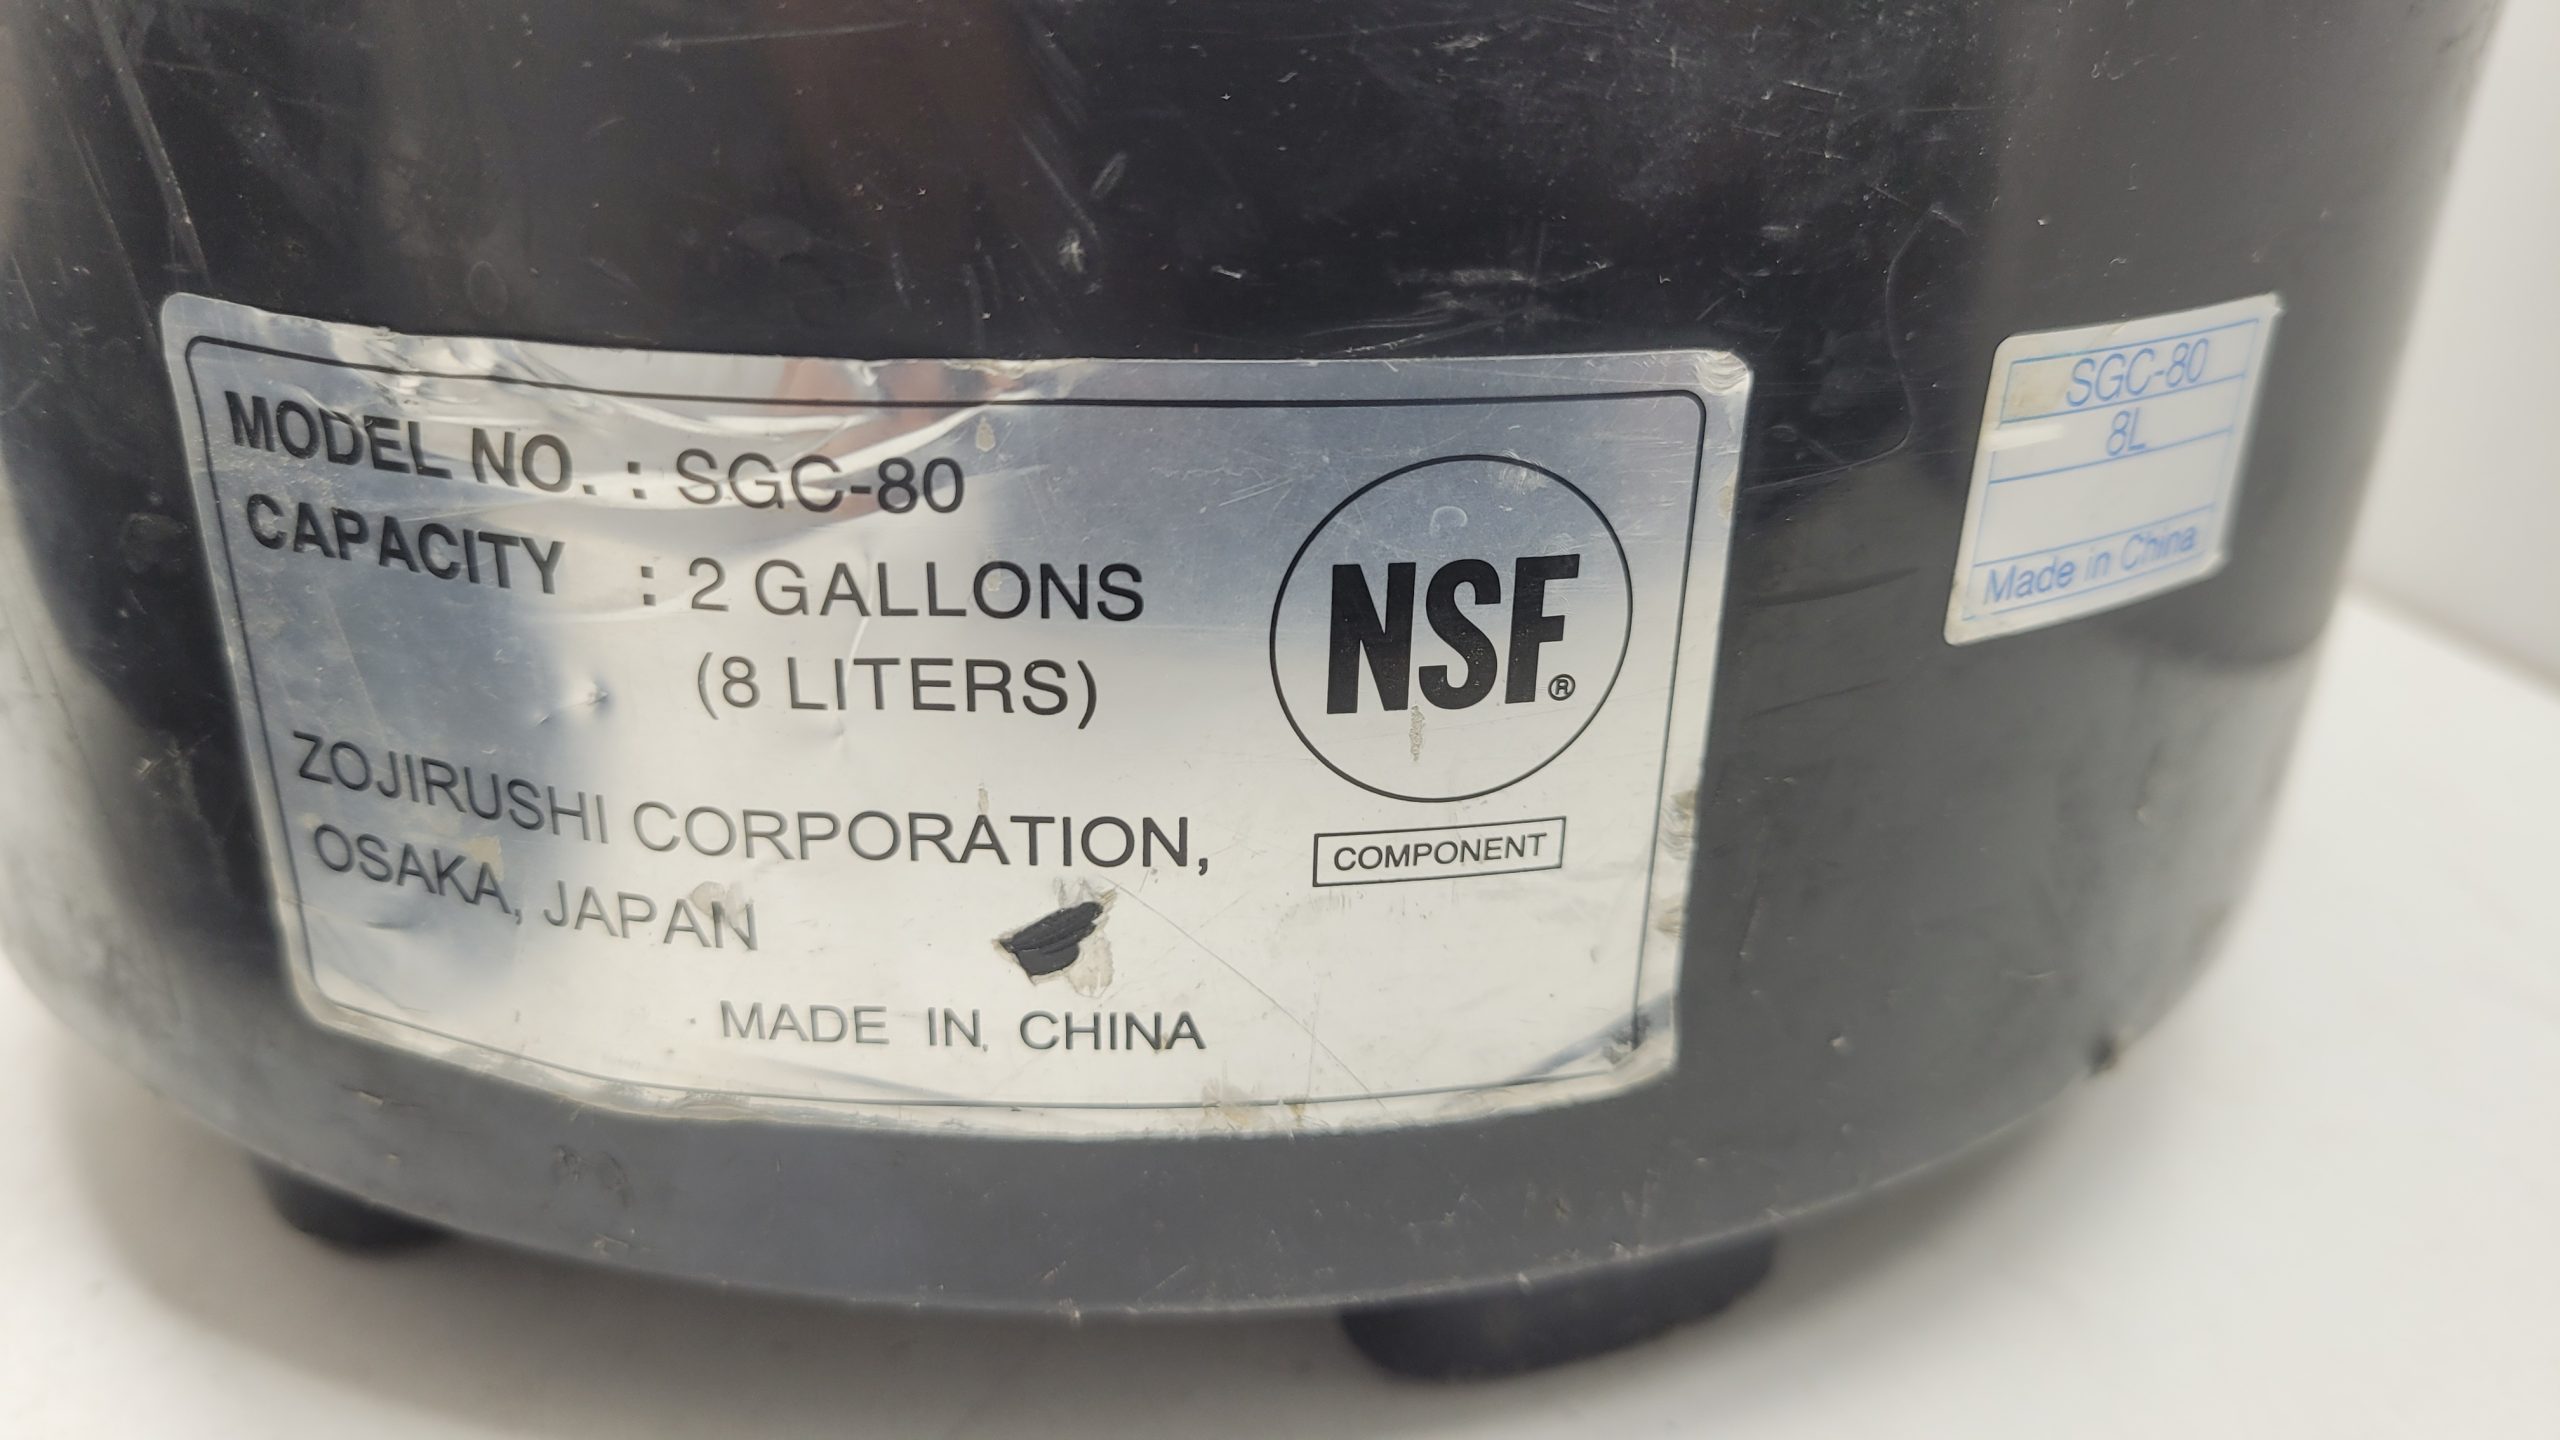 MODEL NO. : SGC-80
CAPACITY : 2 GALLONS
(8 LITERS)
ZOJIRUSHI CORPORATION,
OSAKA, JAPAN
MADE IN CHINA
NSF®
COMPONENT
SGC-80
8L
Made in China